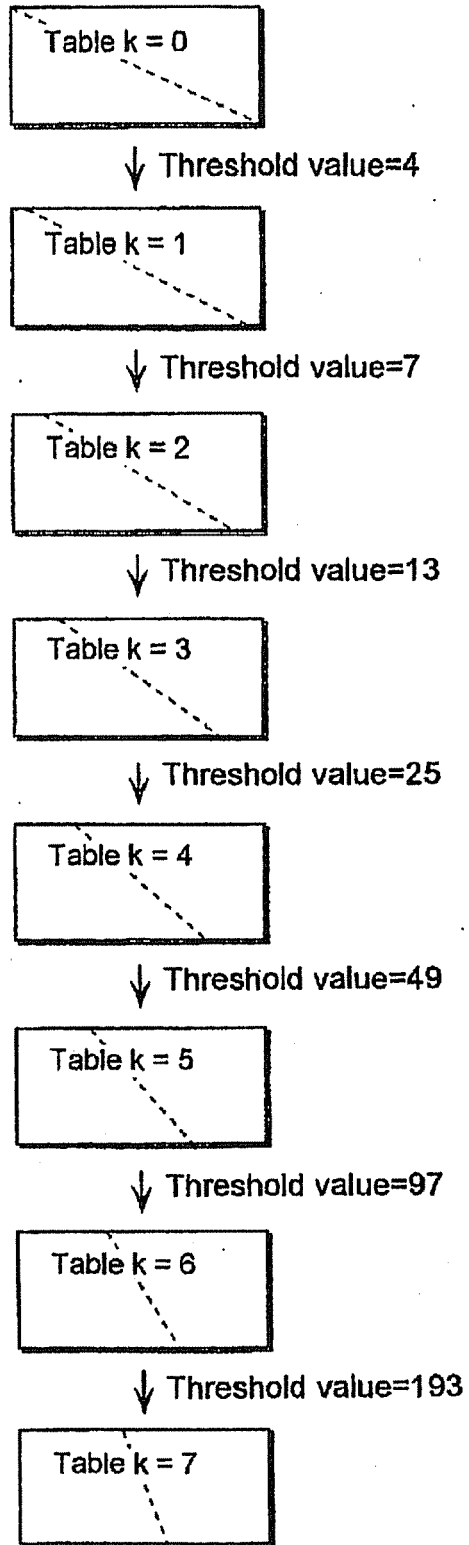 Table k = 0
Threshold value=4
Table k = 1
Threshold value=7
Table k = 2
Threshold value=13
Table k = 3
Threshold value=25
Table k = 4
Threshold value=49
Table k = 5
Threshold value=97
Table k = 6
Threshold value=193
Table k = 7